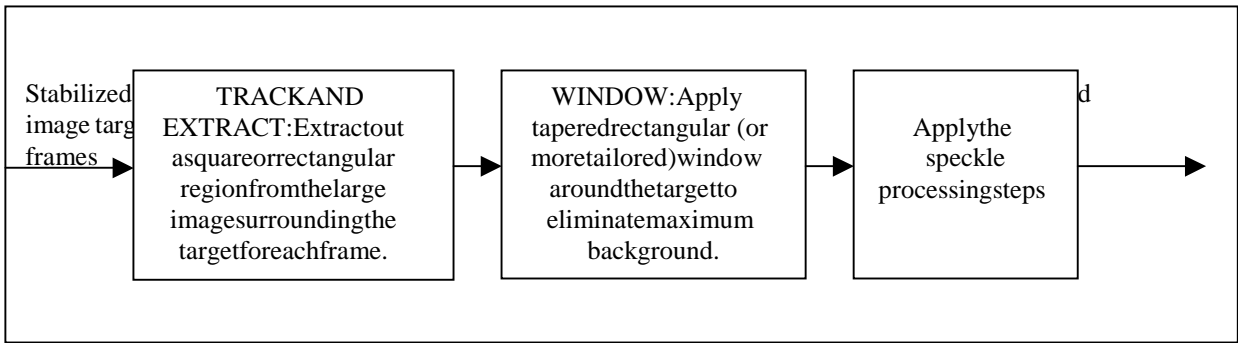 Stabilized
image
frames
TRACKAND
EXTRACT:Extractout
asquareorrectangular
regionfromthelarge
imagesurroundingthe
targetforeachframe.
WINDOW:Apply
taperedrectangular (or
moretailored)window
aroundthetargetto
eliminatemaximum
background.
Applythe
speckle
processingsteps